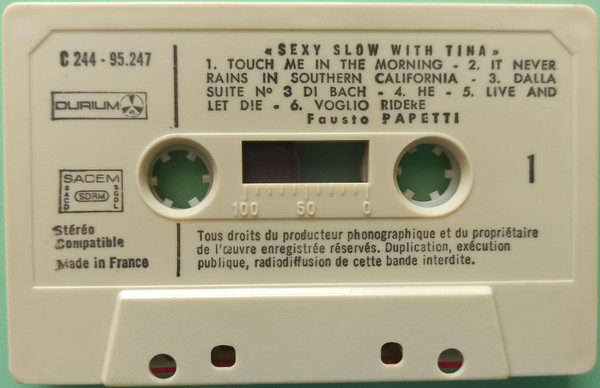 C 244 - 95.247
« SEXY SLOW WITH TINA »
1. TOUCH ME IN THE MORNING - 2. IT NEVER
RAINS IN SOUTHERN CALIFORNIA - 3. DALLA
SUITE Nº 3 DI BACH - 4. HE - 5. LIVE AND
LET DIE - 6. VOGLIO RIDERE
Fausto PAPETTI
DURIUM
1
SACEM
SACD
SDRM
SGDL
100 50 0
Stéréo
Compatible
Made in France
Tous droits du producteur phonographique et du propriétaire
de l'œuvre enregistrée réservés. Duplication, exécution
publique, radiodiffusion de cette bande interdite.